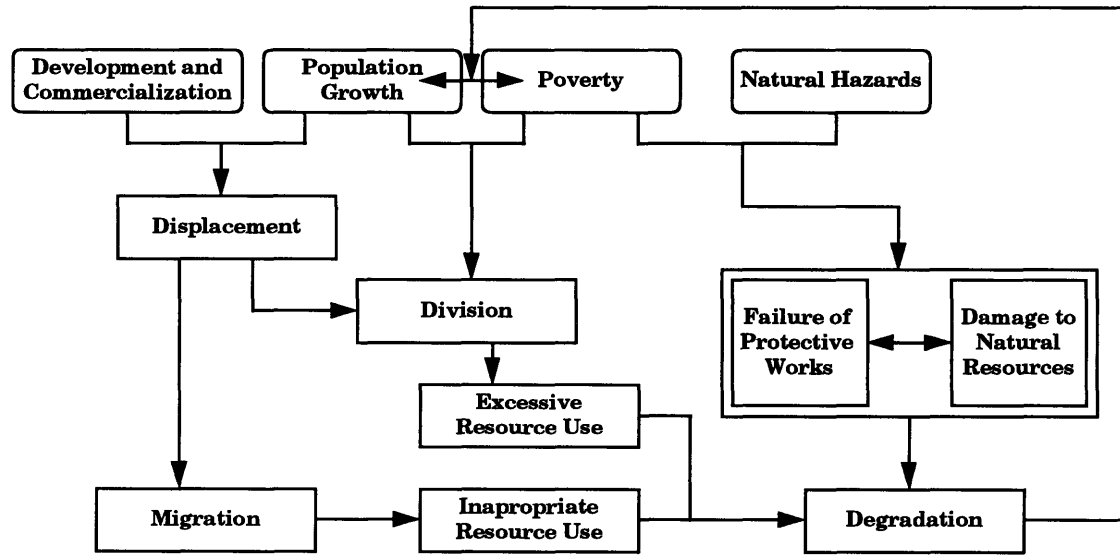 Development and
Commercialization
Population
Growth
Poverty
Natural Hazards
Displacement
Division
Failure of
Protective
Works
Damage to
Natural
Resources
Excessive
Resource Use
Migration
Inapropriate
Resource Use
Degradation